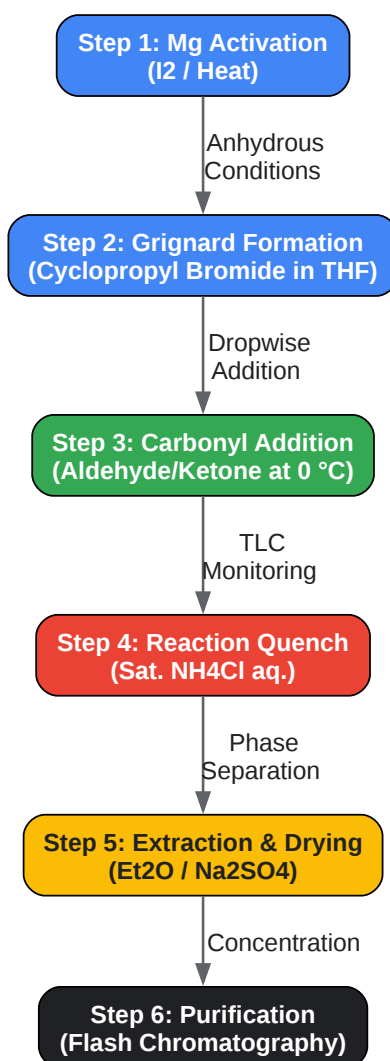 Step 1: Mg Activation
(I2 / Heat)
Anhydrous
Conditions
Step 2: Grignard Formation
(Cyclopropyl Bromide in THF)
Dropwise
Addition
Step 3: Carbonyl Addition
(Aldehyde/Ketone at 0 °C)
TLC
Monitoring
Step 4: Reaction Quench
(Sat. NH4Cl aq.)
Phase
Separation
Step 5: Extraction & Drying
(Et2O / Na2SO4)
Concentration
Step 6: Purification
(Flash Chromatography)